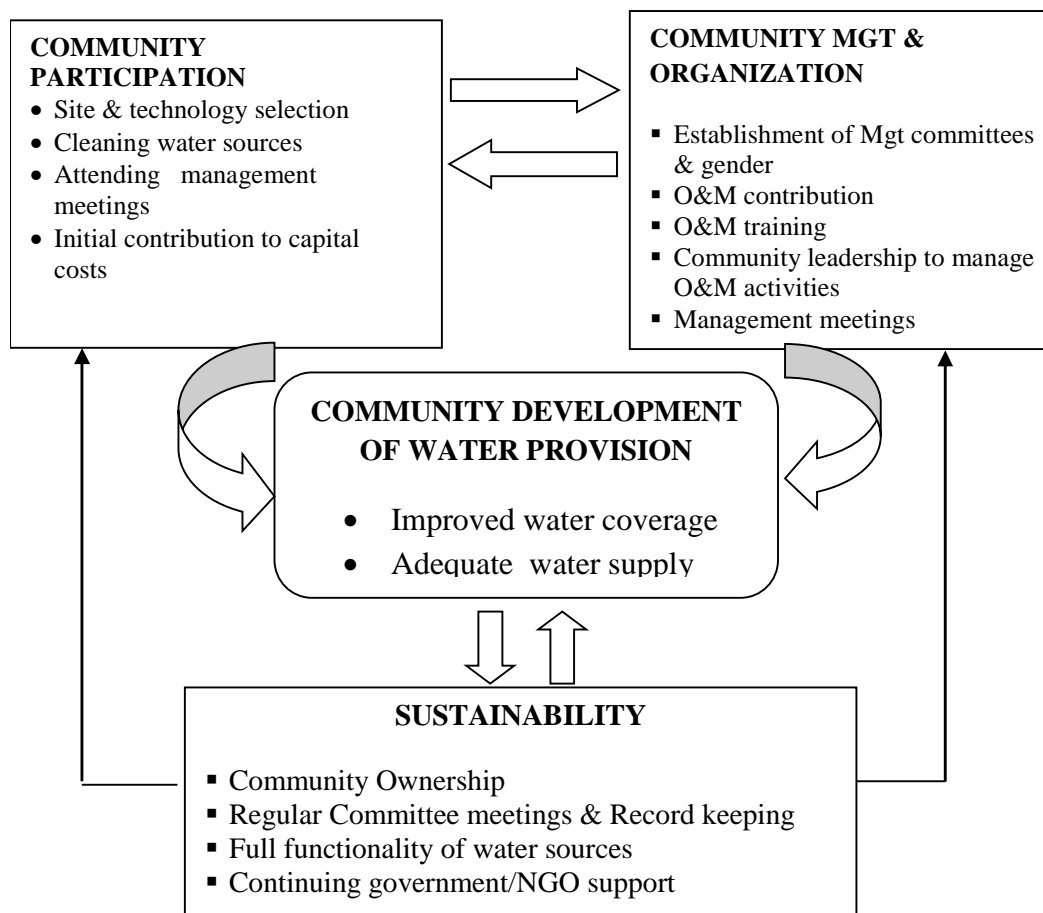 COMMUNITY
PARTICIPATION
• Site & technology selection
• Cleaning water sources
• Attending management
meetings
• Initial contribution to capital
costs
COMMUNITY MGT &
ORGANIZATION
▪ Establishment of Mgt committees
& gender
▪ O&M contribution
▪ O&M training
▪ Community leadership to manage
O&M activities
▪ Management meetings
COMMUNITY DEVELOPMENT
OF WATER PROVISION
• Improved water coverage
• Adequate water supply
SUSTAINABILITY
▪ Community Ownership
▪ Regular Committee meetings & Record keeping
▪ Full functionality of water sources
▪ Continuing government/NGO support